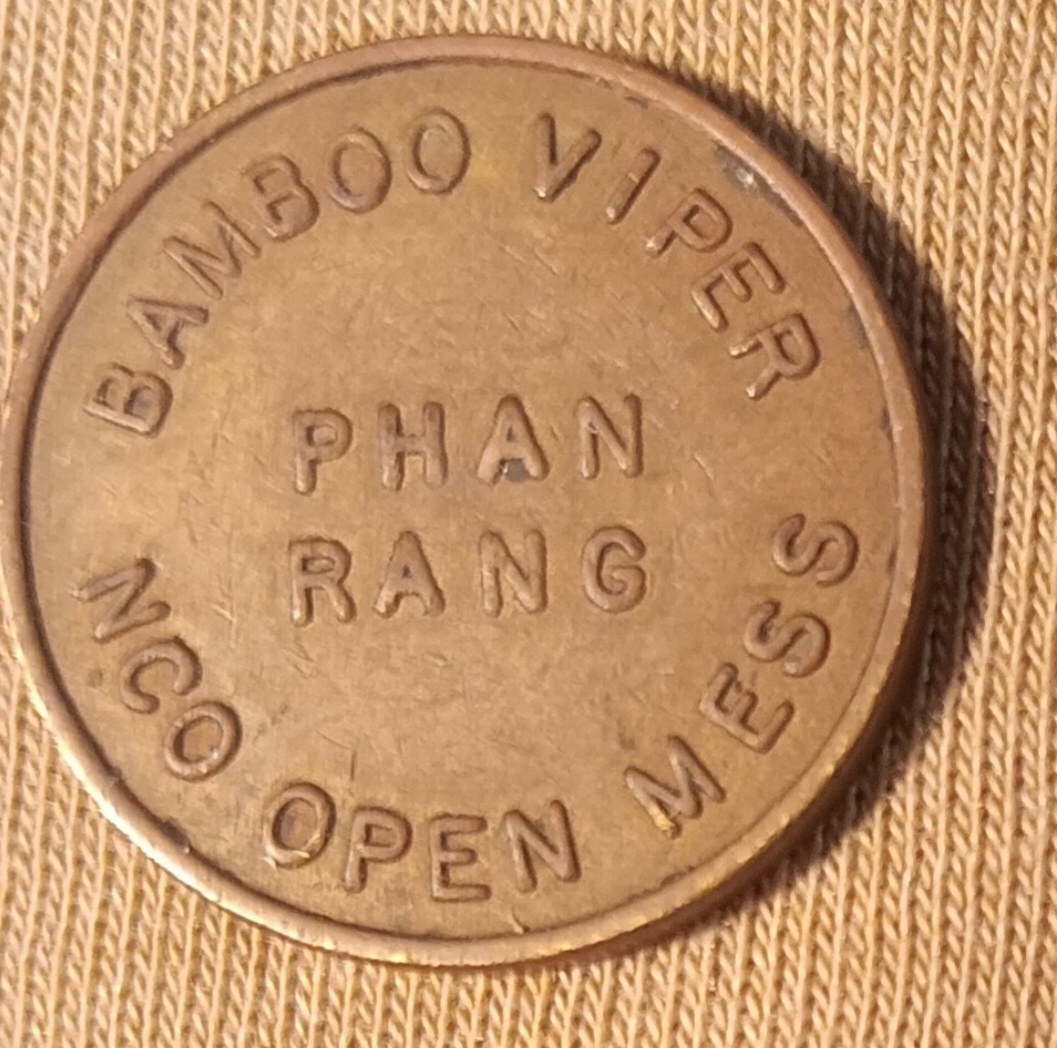 BAMBOO VIPER
PHAN
RANG
NCO OPEN MESS